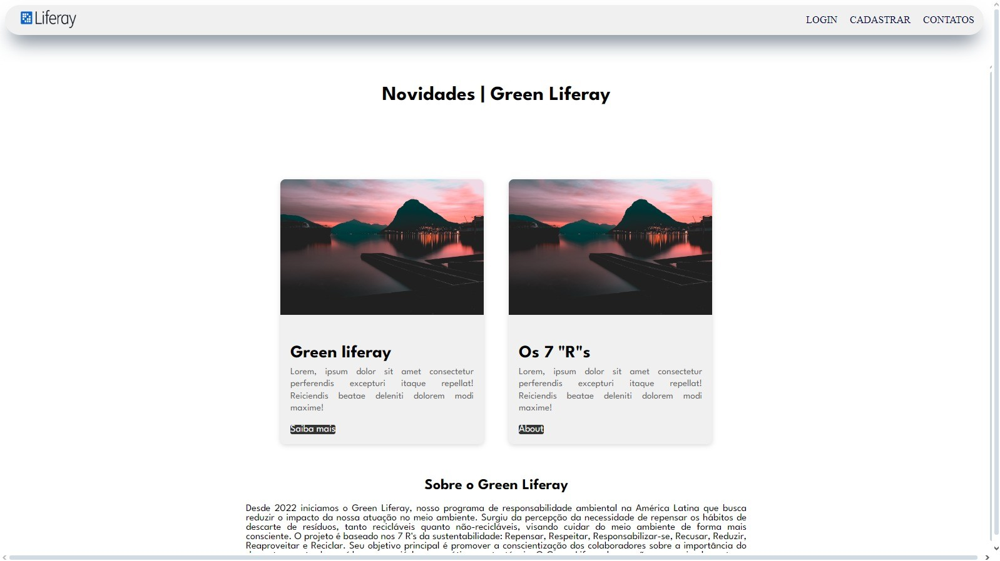 Liferay
LOGIN CADASTRAR CONTATOS
Novidades | Green Liferay
Green liferay
Lorem, ipsum dolor sit amet consectetur
perferendis excepturi itaque repellat!
Reiciendis beatae deleniti dolorem modi
maxime!
Saiba mais
Os 7 "R"s
Lorem, ipsum dolor sit amet consectetur
perferendis excepturi itaque repellat!
Reiciendis beatae deleniti dolorem modi
maxime!
About
Sobre o Green Liferay
Desde 2022 iniciamos o Green Liferay, nosso programa de responsabilidade ambiental na América Latina que busca
reduzir o impacto da nossa atuação no meio ambiente. Surgiu da percepção da necessidade de repensar os hábitos de
descarte de resíduos, tanto recicláveis quanto não-recicláveis, visando cuidar do meio ambiente de forma mais
consciente. O projeto é baseado nos 7 R's da sustentabilidade: Repensar, Respeitar, Responsabilizar-se, Recusar, Reduzir,
Reaproveitar e Reciclar. Seu objetivo principal é promover a conscientização dos colaboradores sobre a importância do